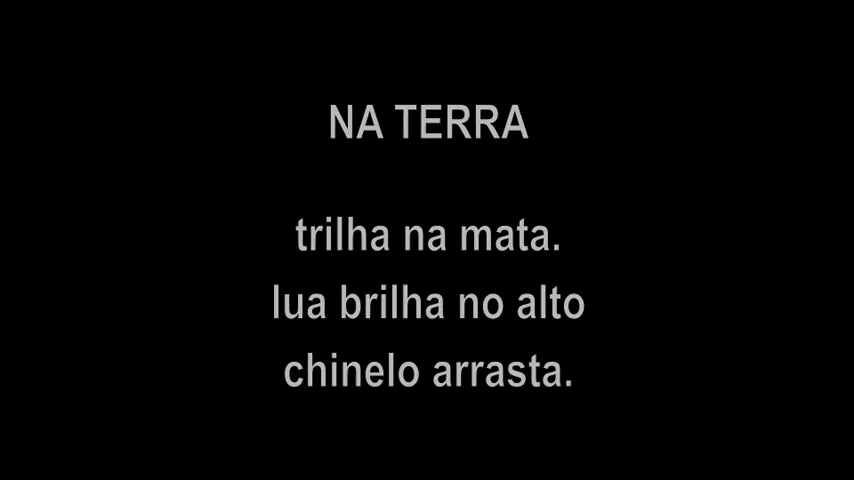 NA TERRA
trilha na mata.
lua brilha no alto
chinelo arrasta.